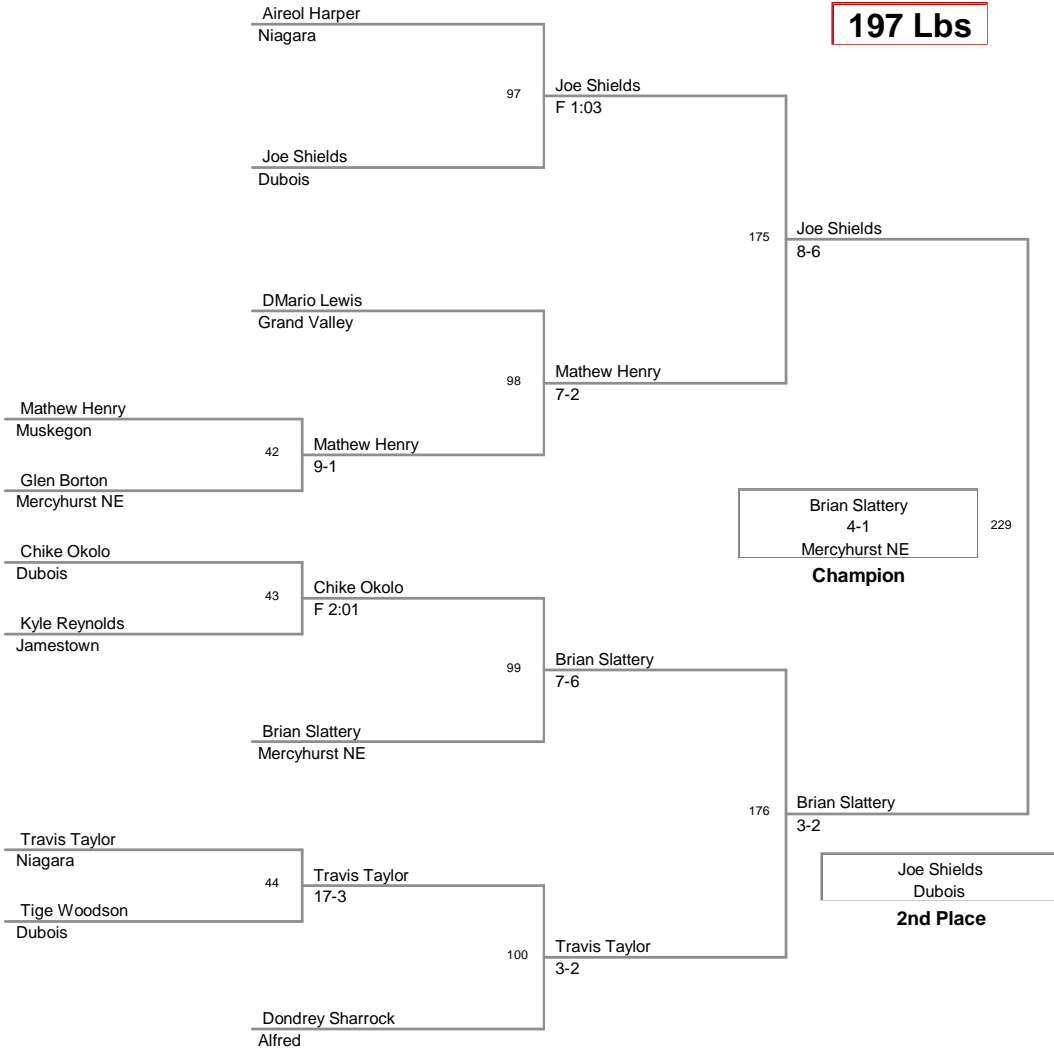 Aireol Harper
Niagara
197 Lbs
97
Joe Shields
F 1:03
Joe Shields
Dubois
175
Joe Shields
8-6
DMario Lewis
Grand Valley
98
Mathew Henry
7-2
Mathew Henry
Muskegon
42
Mathew Henry
9-1
Glen Borton
Mercyhurst NE
Brian Slattery
4-1
Mercyhurst NE
229
Champion
Chike Okolo
Dubois
43
Chike Okolo
F 2:01
Kyle Reynolds
Jamestown
99
Brian Slattery
7-6
Brian Slattery
Mercyhurst NE
176
Brian Slattery
3-2
Travis Taylor
Niagara
44
Travis Taylor
17-3
Tige Woodson
Dubois
Joe Shields
Dubois
2nd Place
100
Travis Taylor
3-2
Dondrey Sharrock
Alfred